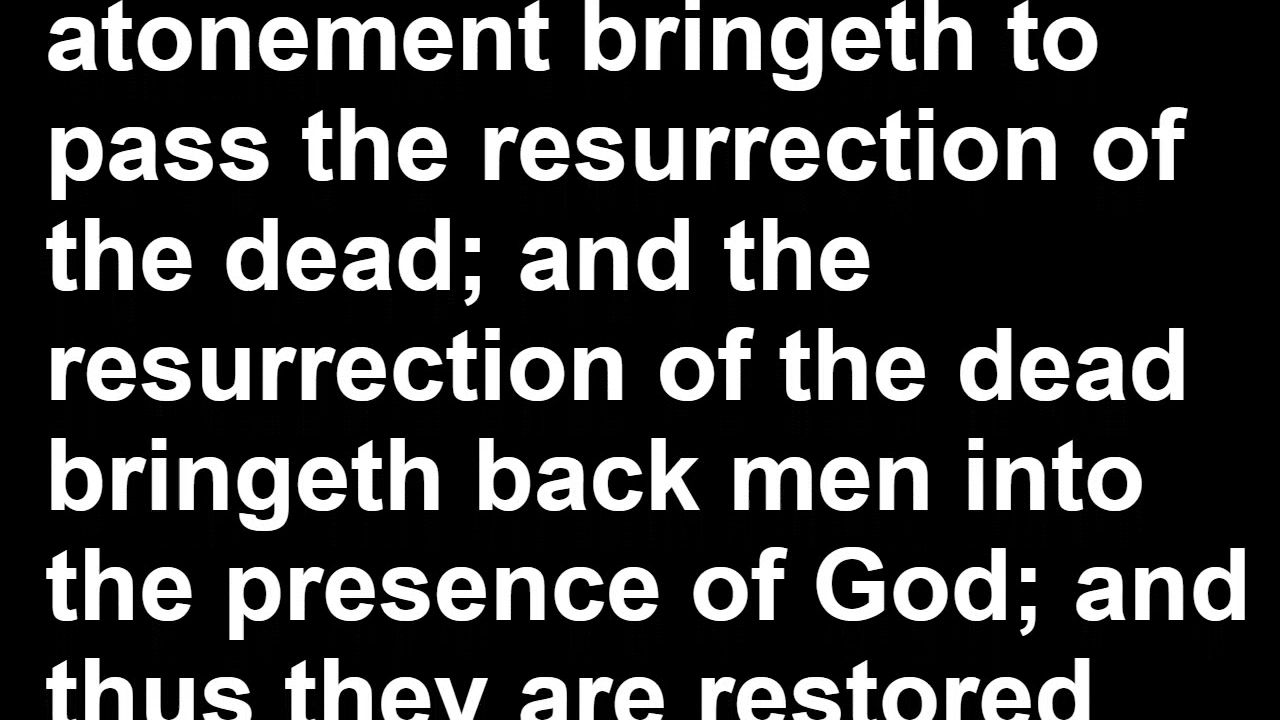 atonement bringeth to
pass the resurrection of
the dead; and the
resurrection of the dead
bringeth back men into
the presence of God; and
thus they are restored